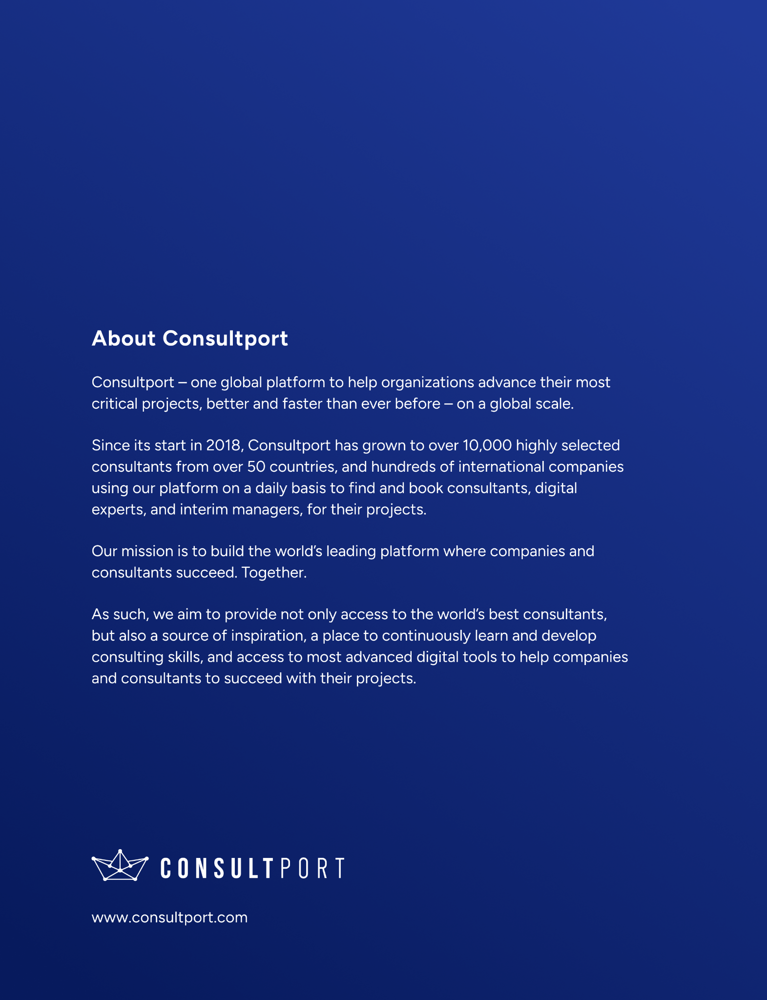 About Consultport
Consultport – one global platform to help organizations advance their most
critical projects, better and faster than ever before – on a global scale.
Since its start in 2018, Consultport has grown to over 10,000 highly selected
consultants from over 50 countries, and hundreds of international companies
using our platform on a daily basis to find and book consultants, digital
experts, and interim managers, for their projects.
Our mission is to build the world’s leading platform where companies and
consultants succeed. Together.
As such, we aim to provide not only access to the world’s best consultants,
but also a source of inspiration, a place to continuously learn and develop
consulting skills, and access to most advanced digital tools to help companies
and consultants to succeed with their projects.
CONSULTPORT
www.consultport.com